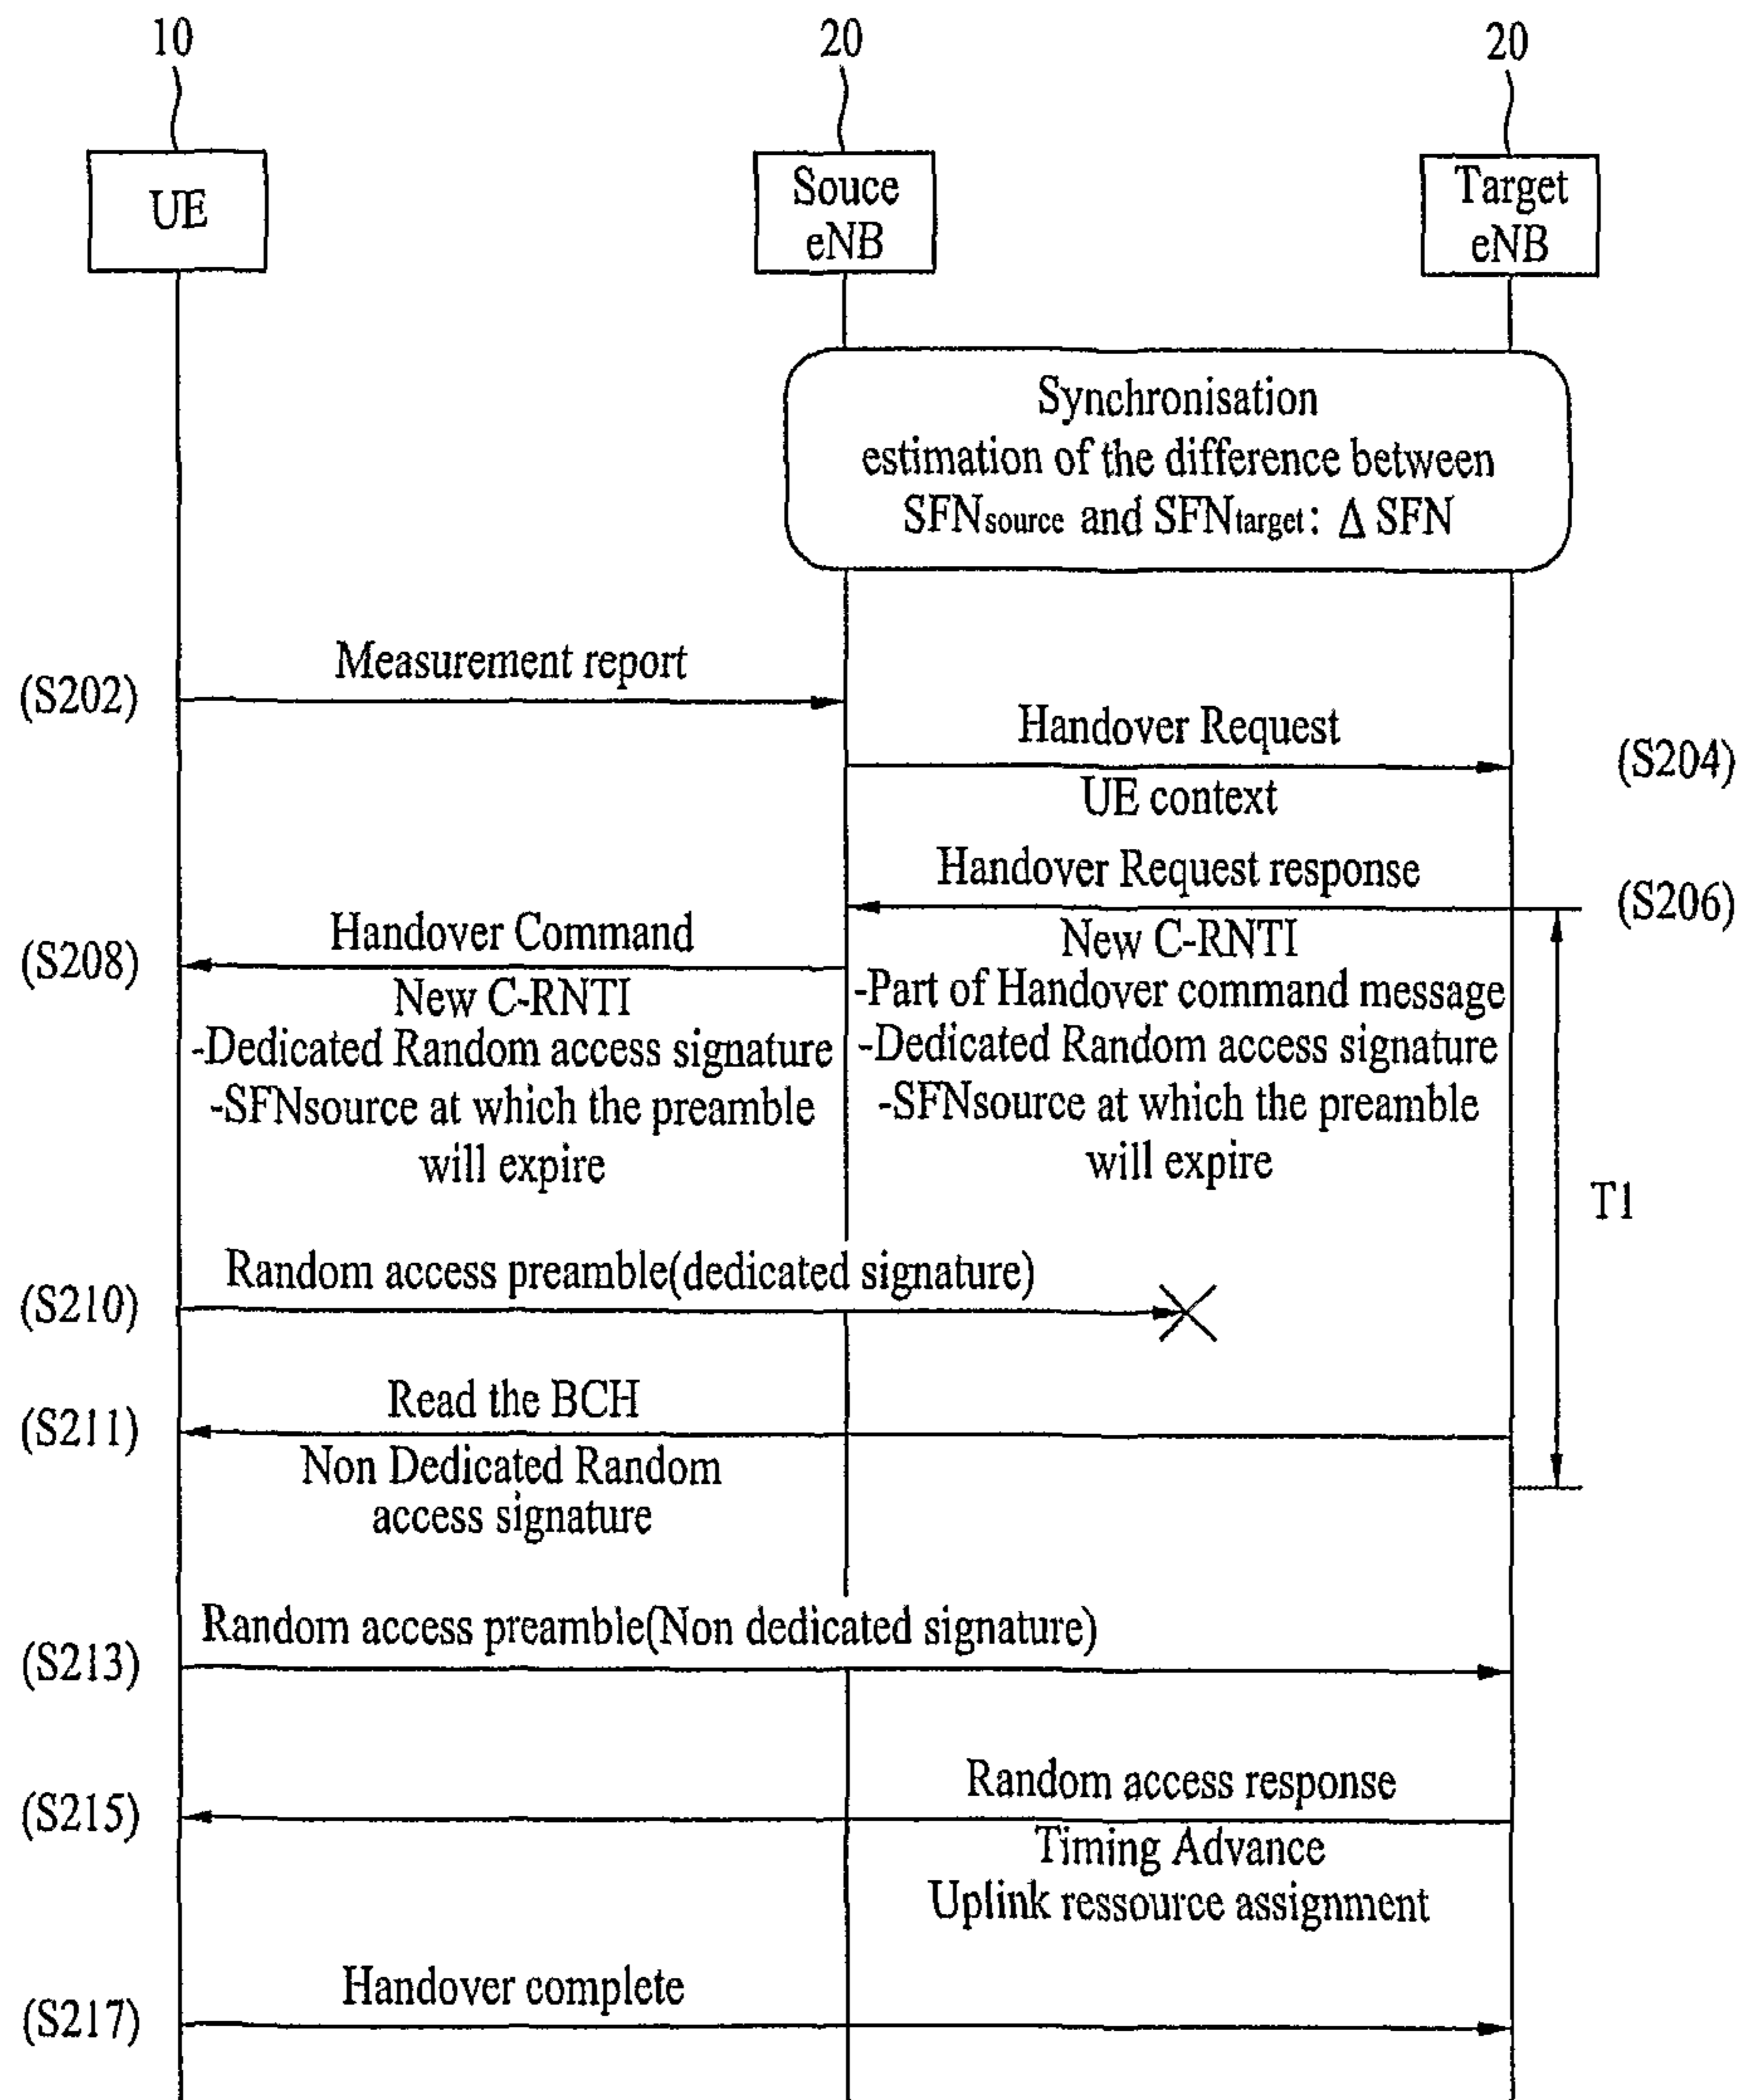 10
20
20
UE
Souce
eNB
Target
eNB
Synchronisation
estimation of the difference between
SFNsource and SFNtarget: Δ SFN
(S202)
Measurement report
Handover Request
(S204)
UE context
Handover Request response
(S206)
(S208)
Handover Command
New C-RNTI
-Dedicated Random access signature
-SFNsource at which the preamble
will expire
New C-RNTI
-Part of Handover command message
-Dedicated Random access signature
-SFNsource at which the preamble
will expire
T1
Random access preamble(dedicated signature)
(S210)
Read the BCH
(S211)
Non Dedicated Random
access signature
Random access preamble(Non dedicated signature)
(S213)
Random access response
(S215)
Timing Advance
Uplink ressource assignment
Handover complete
(S217)